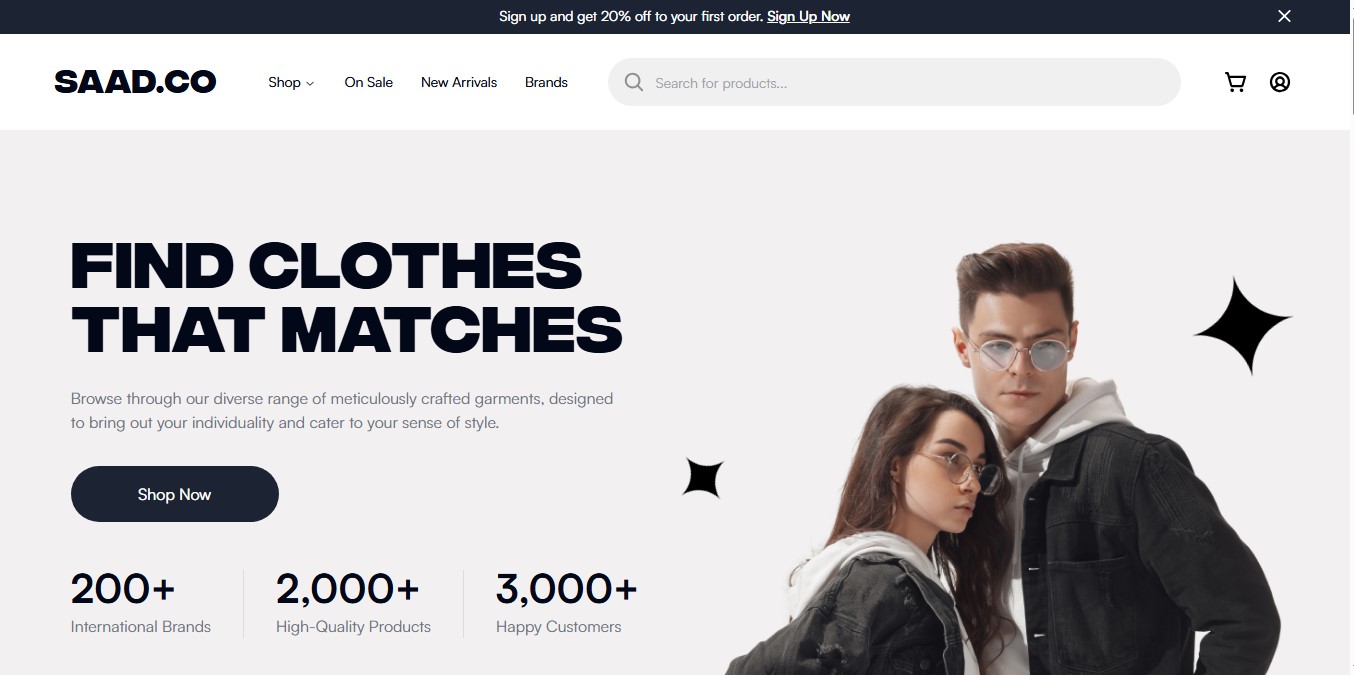 Sign up and get 20% off to your first order. Sign Up Now
SAAD.CO
Shop
On Sale
New Arrivals
Brands
Search for products...
FIND CLOTHES
THAT MATCHES
Browse through our diverse range of meticulously crafted garments, designed
to bring out your individuality and cater to your sense of style.
Shop Now
200+
International Brands
2,000+
High-Quality Products
3,000+
Happy Customers